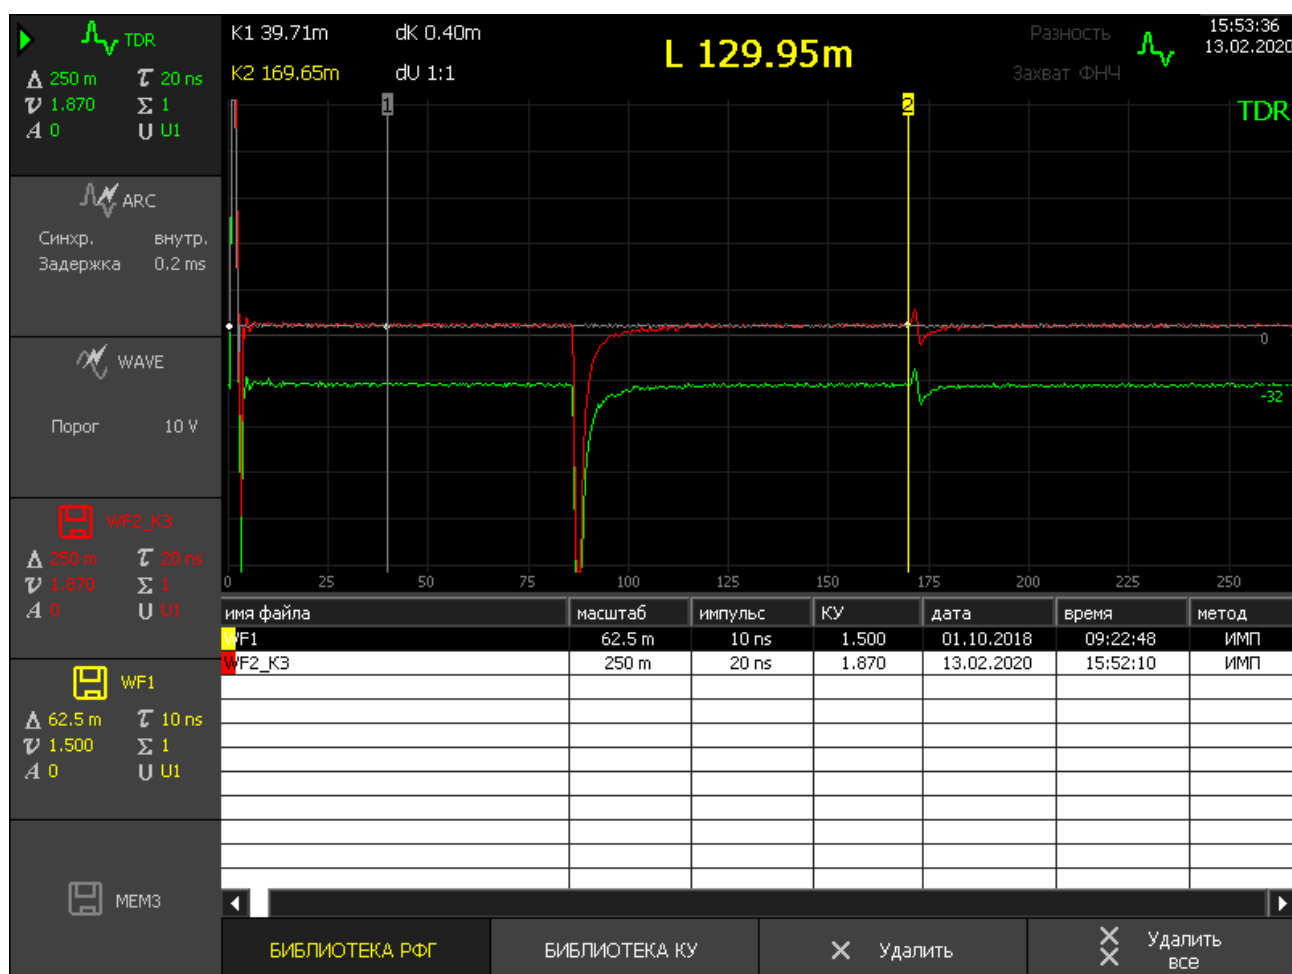 TDR
Δ 250 m τ 20 ns
v 1.870 Σ 1
A 0 U U1
ARC
Синхр. внутр.
Задержка 0.2 ms
WAVE
Порог 10 V
WF2_КЗ
Δ 250 m τ 20 ns
v 1.870 Σ 1
A 0 U U1
WF1
Δ 62.5 m τ 10 ns
v 1.500 Σ 1
A 0 U U1
МЕМ3
K1 39.71m dK 0.40m
K2 169.65m dU 1:1
L 129.95m
Разность
Захват ФНЧ
15:53:36
13.02.2020
1 2
TDR
0
-32
0 25 50 75 100 125 150 175 200 225 250
имя файла масштаб импульс КУ дата время метод
WF1 62.5 m 10 ns 1.500 01.10.2018 09:22:48 ИМП
WF2_КЗ 250 m 20 ns 1.870 13.02.2020 15:52:10 ИМП
БИБЛИОТЕКА РФГ БИБЛИОТЕКА КУ Удалить Удалить
все